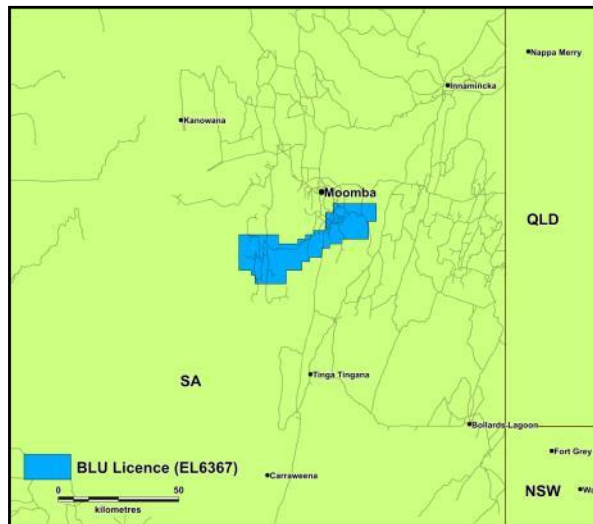 Nappa Merry
Innamincka
Kanowana
Moomba
QLD
Tinga Tingana
SA
Bollards Lagoon
Fort Grey
BLU Licence (EL6367)
Carraweena
NSW
0
50
kilometres